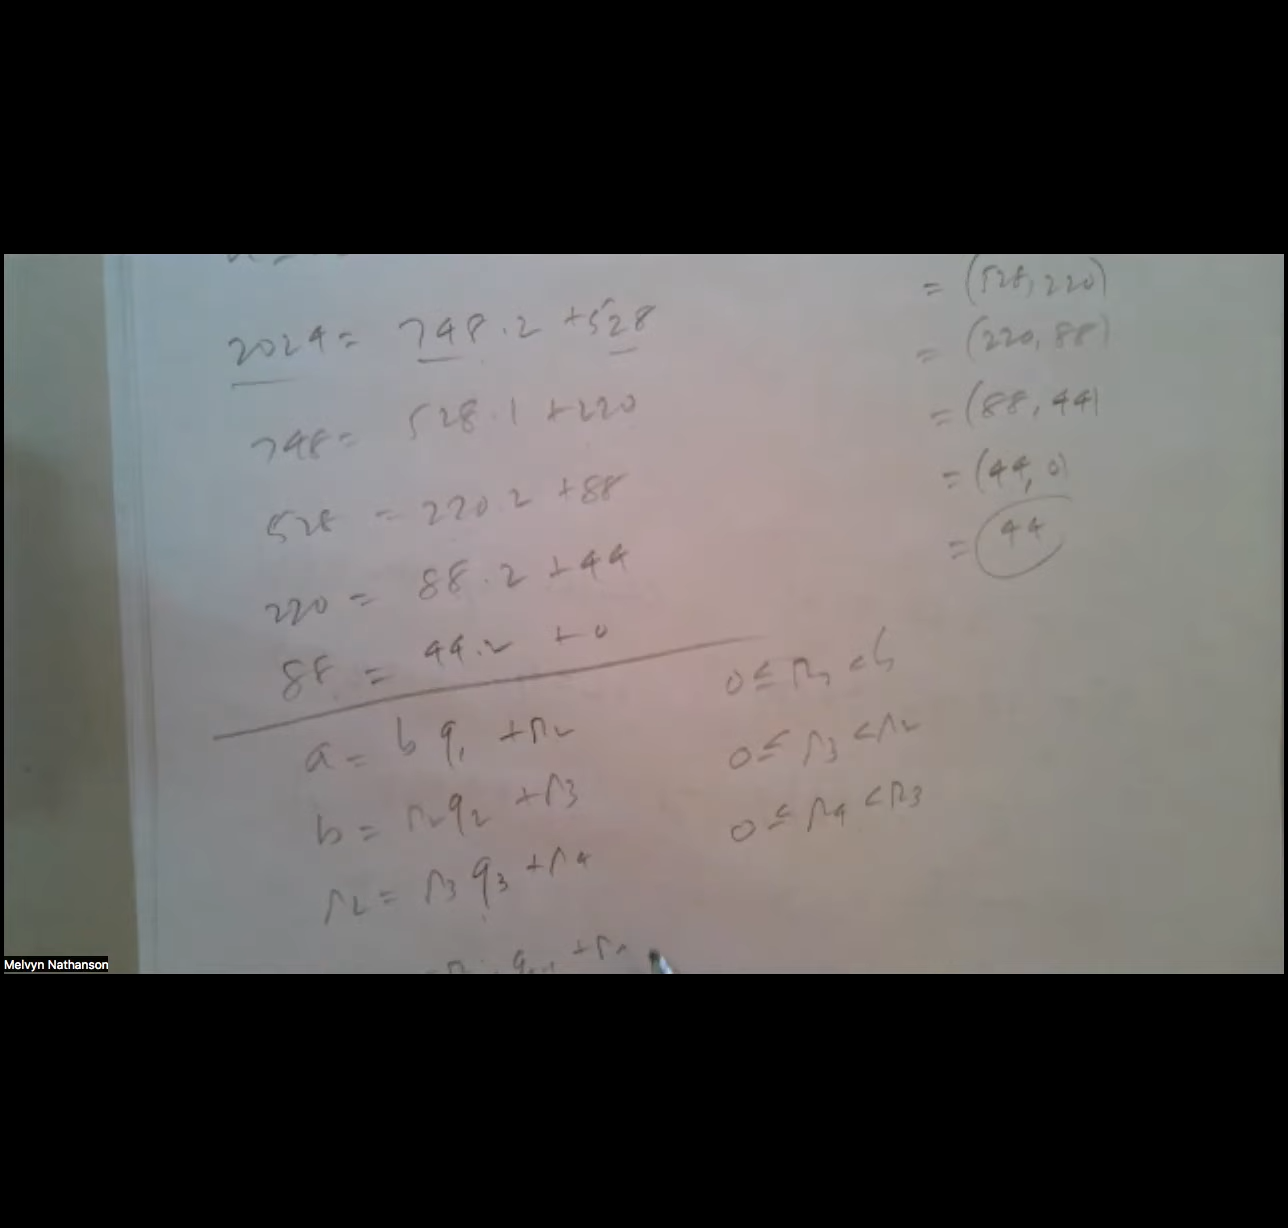 2024 = 748 · 2 + 528
748 = 528 · 1 + 220
528 = 220 · 2 + 88
220 = 88 · 2 + 44
88 = 44 · 2 + 0
= (528, 220)
= (220, 88)
= (88, 44)
= (44, 0)
= 44
a = b q₁ + r₂
b = r₂ q₂ + r₃
r₂ = r₃ q₃ + r₄
0 ≤ r₂ < b
0 ≤ r₃ < r₂
0 ≤ r₄ < r₃
Melvyn Nathanson